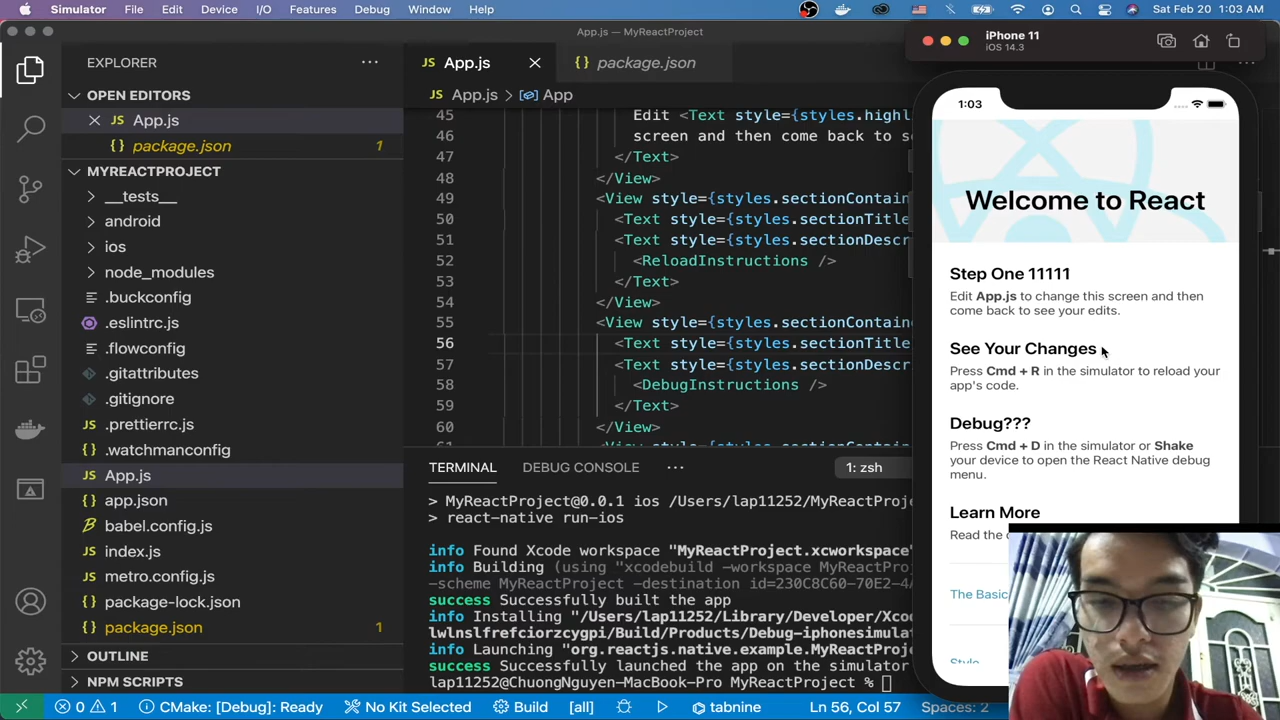 Simulator File Edit Device I/O Features Debug Window Help Sat Feb 20 1:03 AM
App.js — MyReactProject
iPhone 11
iOS 14.3
EXPLORER
OPEN EDITORS
App.js
{} package.json 1
MYREACTPROJECT
__tests__
android
ios
node_modules
.buckconfig
.eslintrc.js
.flowconfig
.gitattributes
.gitignore
JS .prettierrc.js
{} .watchmanconfig
JS App.js
{} app.json
babel.config.js
JS index.js
JS metro.config.js
{} package-lock.json
{} package.json 1
OUTLINE
NPM SCRIPTS
JS App.js
{} package.json
JS App.js > App
45 Edit <Text style={styles.highl
46 screen and then come back to s
47 </Text>
48 </View>
49 <View style={styles.sectionContain
50 <Text style={styles.sectionTitle
51 <Text style={styles.sectionDescr
52 <ReloadInstructions />
53 </Text>
54 </View>
55 <View style={styles.sectionContain
56 <Text style={styles.sectionTitle
57 <Text style={styles.sectionDescr
58 <DebugInstructions />
59 </Text>
60 </View>
TERMINAL DEBUG CONSOLE ··· 1: zsh
> MyReactProject@0.0.1 ios /Users/lap11252/MyReactProje
> react-native run-ios
info Found Xcode workspace "MyReactProject.xcworkspace"
info Building (using "xcodebuild -workspace MyReactProj
-scheme MyReactProject -destination id=230C8C60-70E2-4
success Successfully built the app
info Installing "/Users/lap11252/Library/Developer/Xcod
lwlnslfrefciorzcygpi/Build/Products/Debug-iphonesimulat
info Launching "org.reactjs.native.example.MyReactProje
success Successfully launched the app on the simulator
lap11252@ChuongNguyen-MacBook-Pro MyReactProject %
1:03
Welcome to React
Step One 11111
Edit App.js to change this screen and then
come back to see your edits.
See Your Changes
Press Cmd + R in the simulator to reload your
app's code.
Debug???
Press Cmd + D in the simulator or Shake
your device to open the React Native debug
menu.
Learn More
Read the
The Basic
Style
0 1 CMake: [Debug]: Ready No Kit Selected Build [all] tabnine Ln 56, Col 57 Spaces: 2